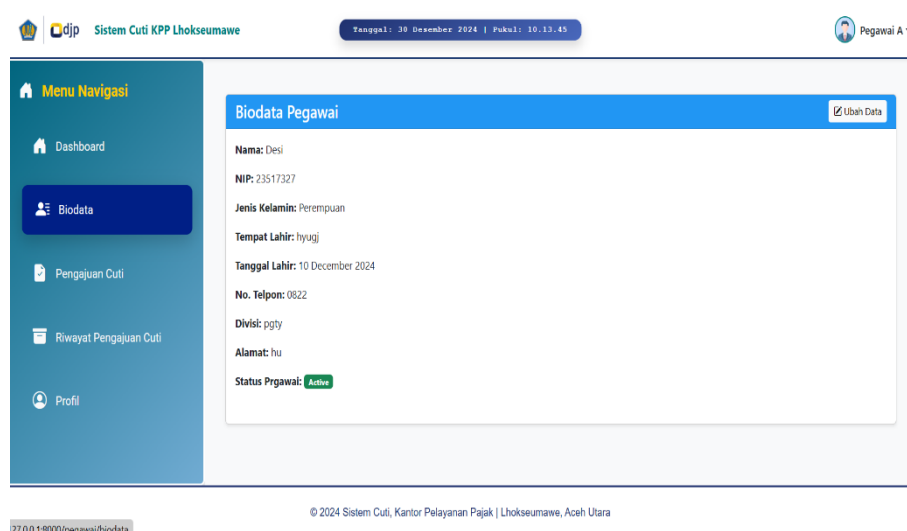 djp Sistem Cuti KPP Lhokseumawe
Tanggal: 30 Desember 2024 | Pukul: 10.13.45
Pegawai A
Menu Navigasi
Dashboard
Biodata
Pengajuan Cuti
Riwayat Pengajuan Cuti
Profil
Biodata Pegawai
Ubah Data
Nama: Desi
NIP: 23517327
Jenis Kelamin: Perempuan
Tempat Lahir: hyugj
Tanggal Lahir: 10 December 2024
No. Telpon: 0822
Divisi: pgty
Alamat: hu
Status Prgawai: Active
© 2024 Sistem Cuti, Kantor Pelayanan Pajak | Lhokseumawe, Aceh Utara
27.0.0.1:8000/pegawai/biodata